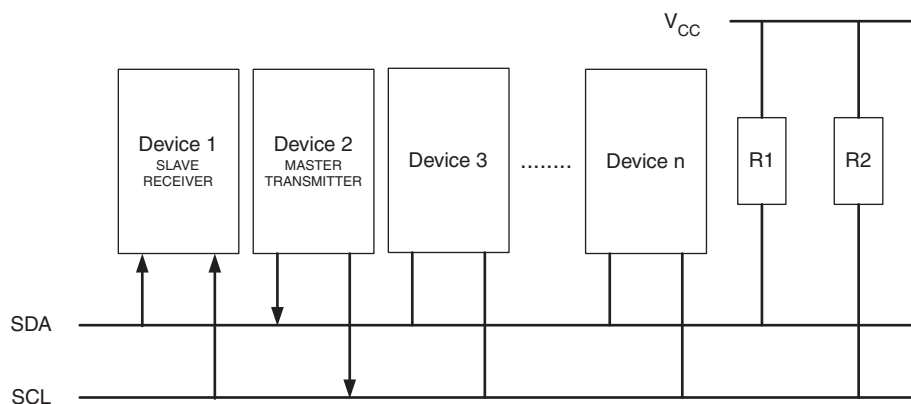 V_CC
Device 1
SLAVE
RECEIVER
Device 2
MASTER
TRANSMITTER
Device 3
........
Device n
R1
R2
SDA
SCL